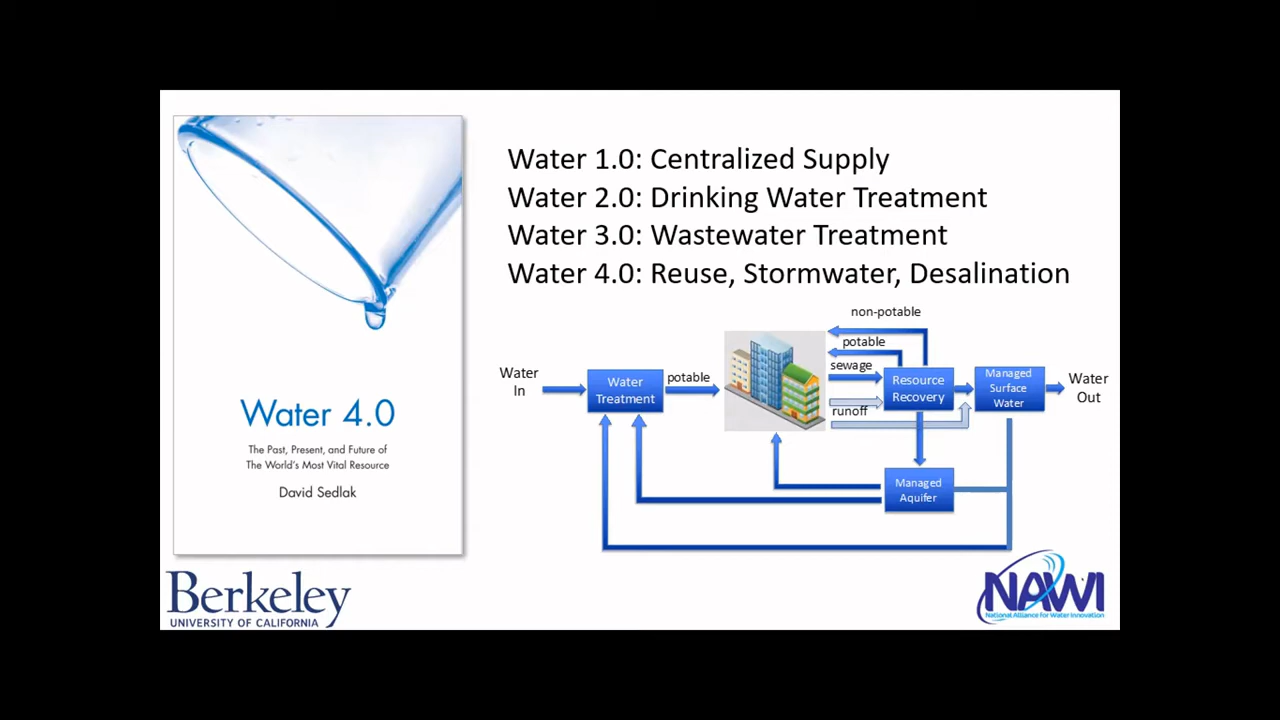 Water 1.0: Centralized Supply
Water 2.0: Drinking Water Treatment
Water 3.0: Wastewater Treatment
Water 4.0: Reuse, Stormwater, Desalination
Water 4.0
The Past, Present, and Future of
The World's Most Vital Resource
David Sedlak
non-potable
potable
sewage
runoff
Water
In
Water
Treatment
potable
Resource
Recovery
Managed
Surface
Water
Water
Out
Managed
Aquifer
Berkeley
UNIVERSITY OF CALIFORNIA
NAWI
National Alliance for Water Innovation